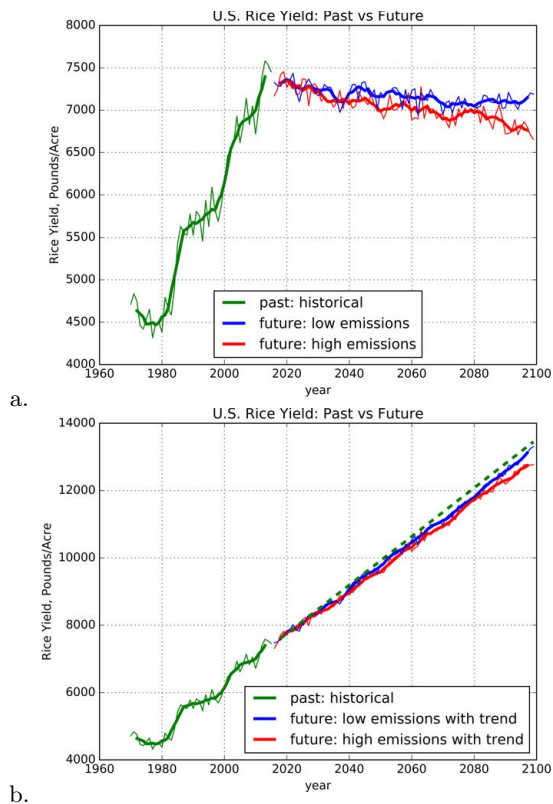 U.S. Rice Yield: Past vs Future
8000
7500
7000
6500
6000
5500
5000
4500
4000
Rice Yield, Pounds/Acre
past: historical
future: low emissions
future: high emissions
1960 1980 2000 2020 2040 2060 2080 2100
year
a.
U.S. Rice Yield: Past vs Future
14000
12000
10000
8000
6000
4000
Rice Yield, Pounds/Acre
past: historical
future: low emissions with trend
future: high emissions with trend
1960 1980 2000 2020 2040 2060 2080 2100
year
b.